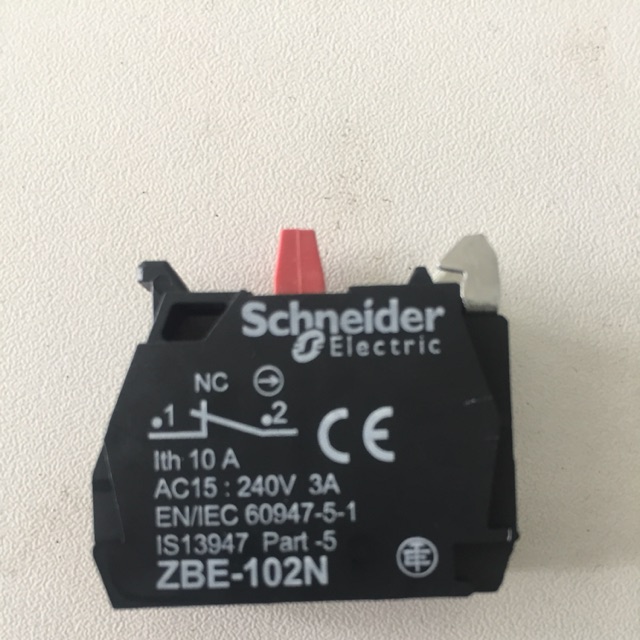 Schneider
Electric
NC
.1 .2
CE
Ith 10 A
AC15 : 240V 3A
EN/IEC 60947-5-1
IS13947 Part -5
ZBE-102N